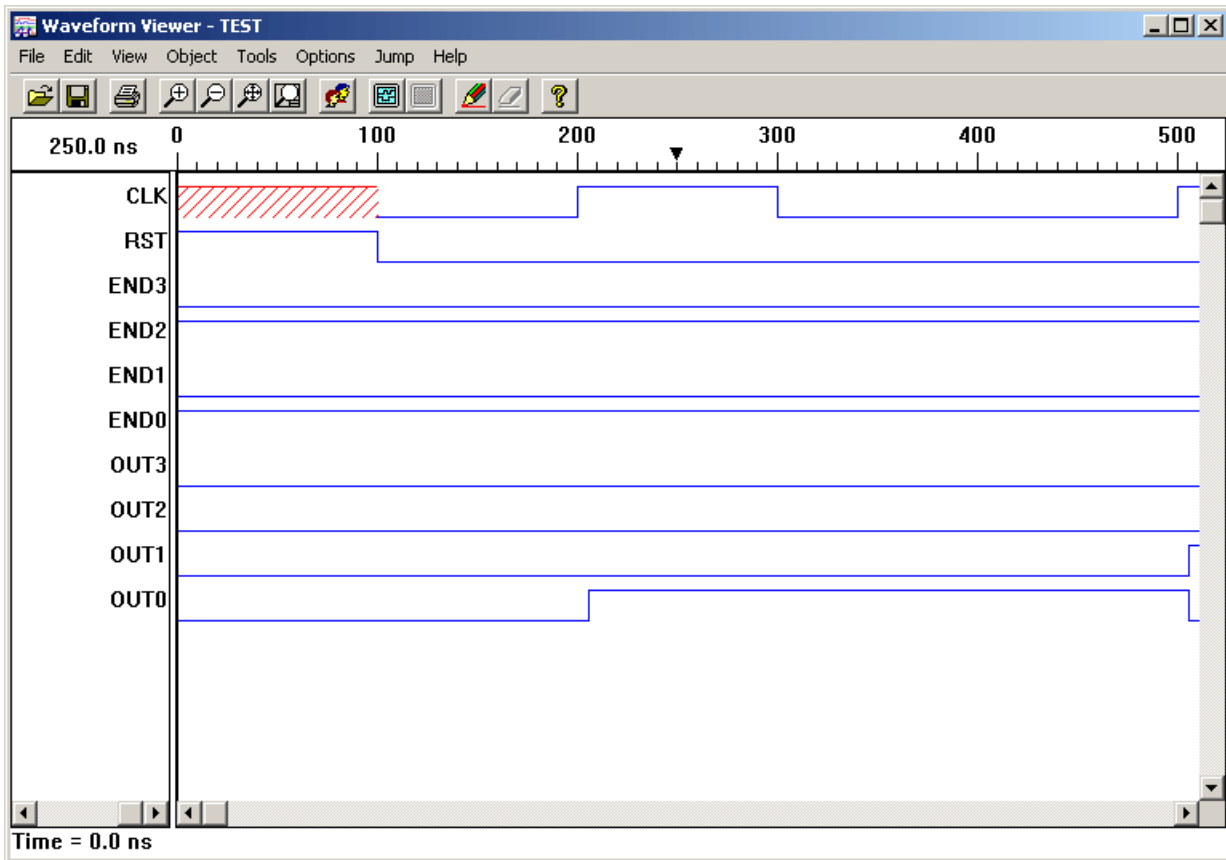 Waveform Viewer - TEST
File Edit View Object Tools Options Jump Help
250.0 ns
0 100 200 300 400 500
CLK
RST
END3
END2
END1
END0
OUT3
OUT2
OUT1
OUT0
Time = 0.0 ns